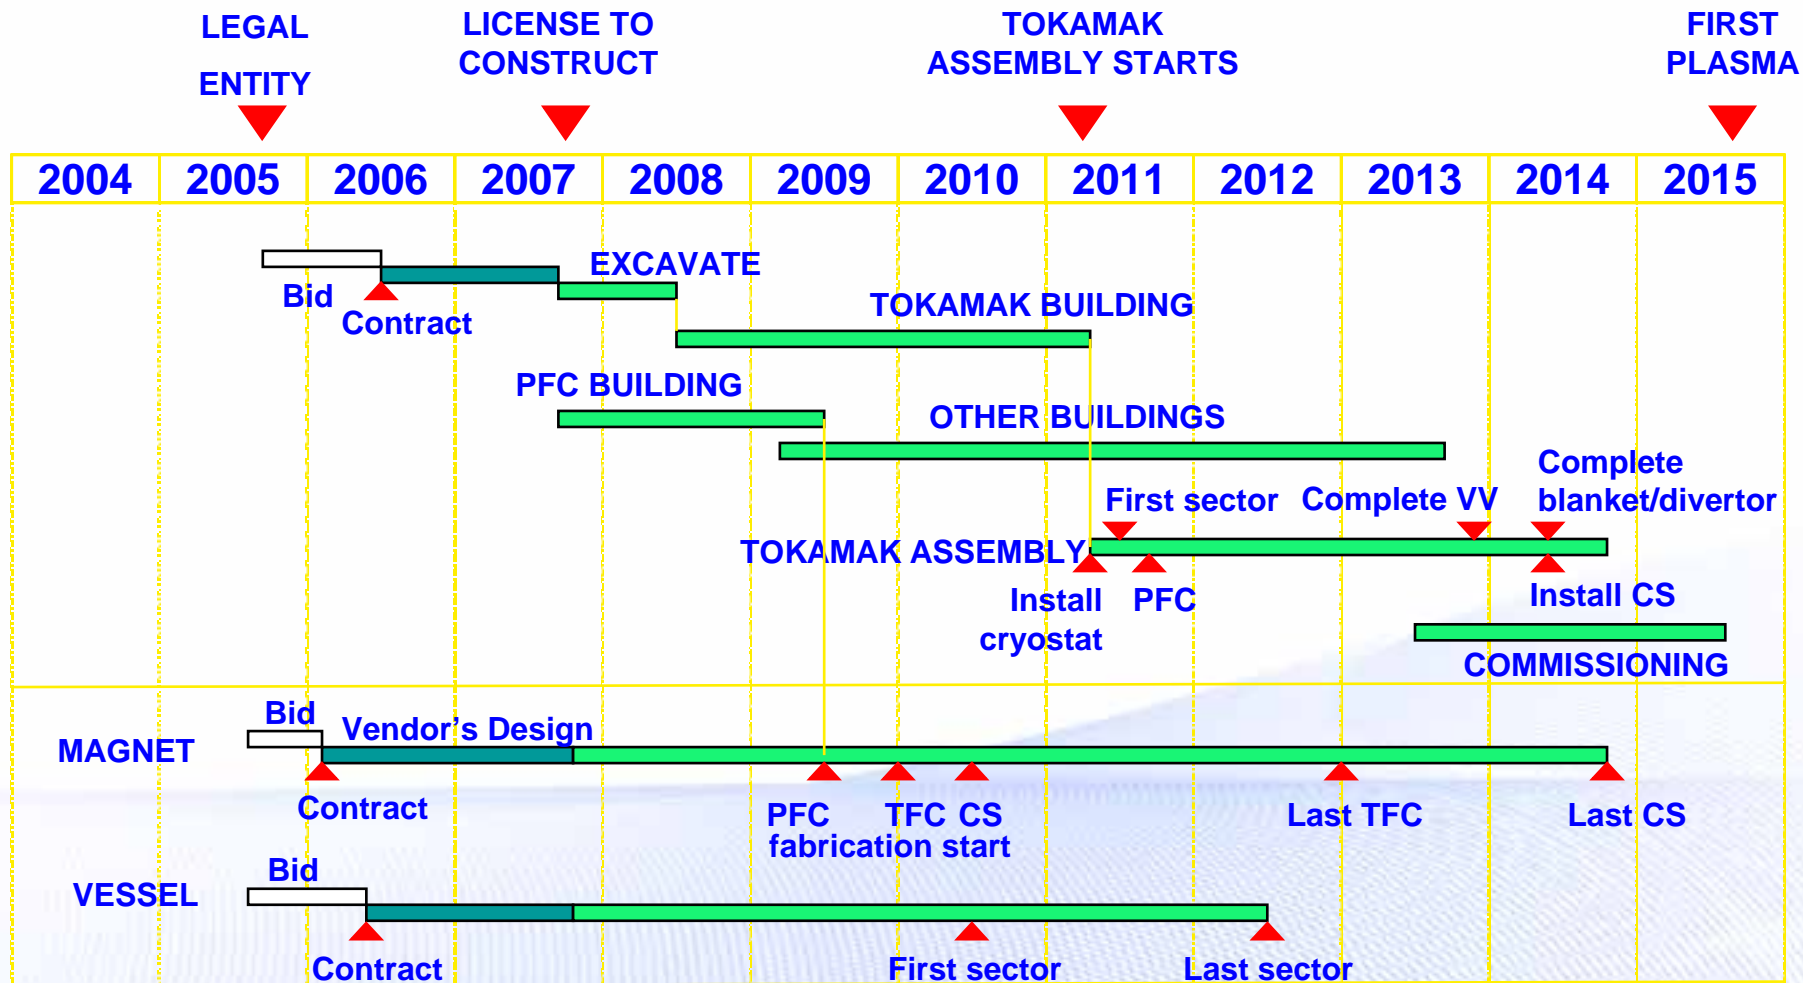 LEGAL
ENTITY
LICENSE TO
CONSTRUCT
TOKAMAK
ASSEMBLY STARTS
FIRST
PLASMA
2004 2005 2006 2007 2008 2009 2010 2011 2012 2013 2014 2015
EXCAVATE
Bid
Contract
TOKAMAK BUILDING
PFC BUILDING
OTHER BUILDINGS
First sector
Complete VV
Complete
blanket/divertor
TOKAMAK ASSEMBLY
Install
cryostat
PFC
Install CS
COMMISSIONING
MAGNET
Bid
Vendor’s Design
Contract
PFC TFC CS
fabrication start
Last TFC
Last CS
VESSEL
Bid
Contract
First sector
Last sector